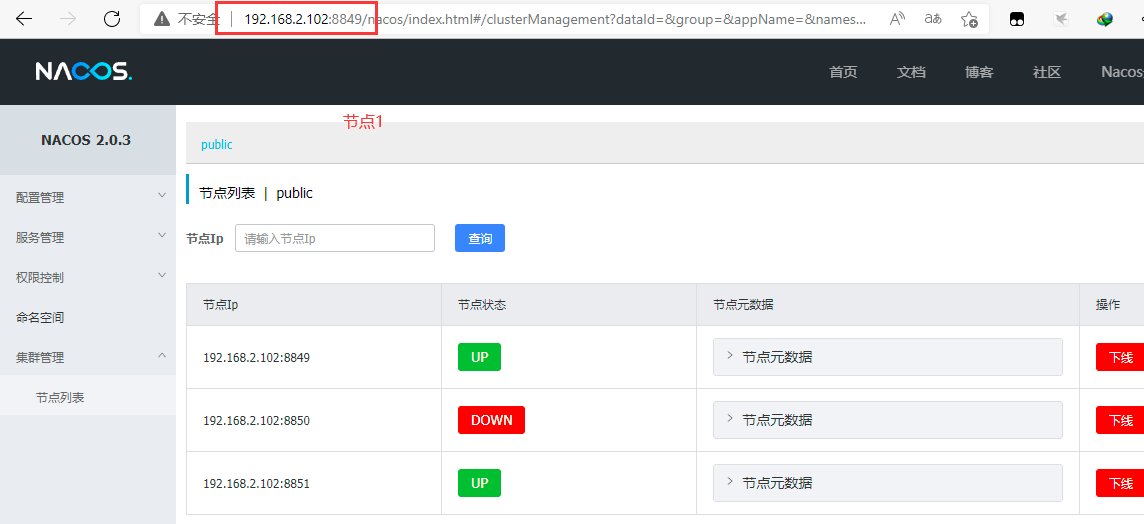 不安全 | 192.168.2.102:8849/nacos/index.html#/clusterManagement?dataId=&group=&appName=&names...
NACOS.
首页 文档 博客 社区 Nacos
节点1
NACOS 2.0.3
public
配置管理
节点列表 | public
服务管理
节点Ip 请输入节点Ip 查询
权限控制
命名空间
节点Ip 节点状态 节点元数据 操作
集群管理
192.168.2.102:8849 UP 节点元数据 下线
节点列表
192.168.2.102:8850 DOWN 节点元数据 下线
192.168.2.102:8851 UP 节点元数据 下线